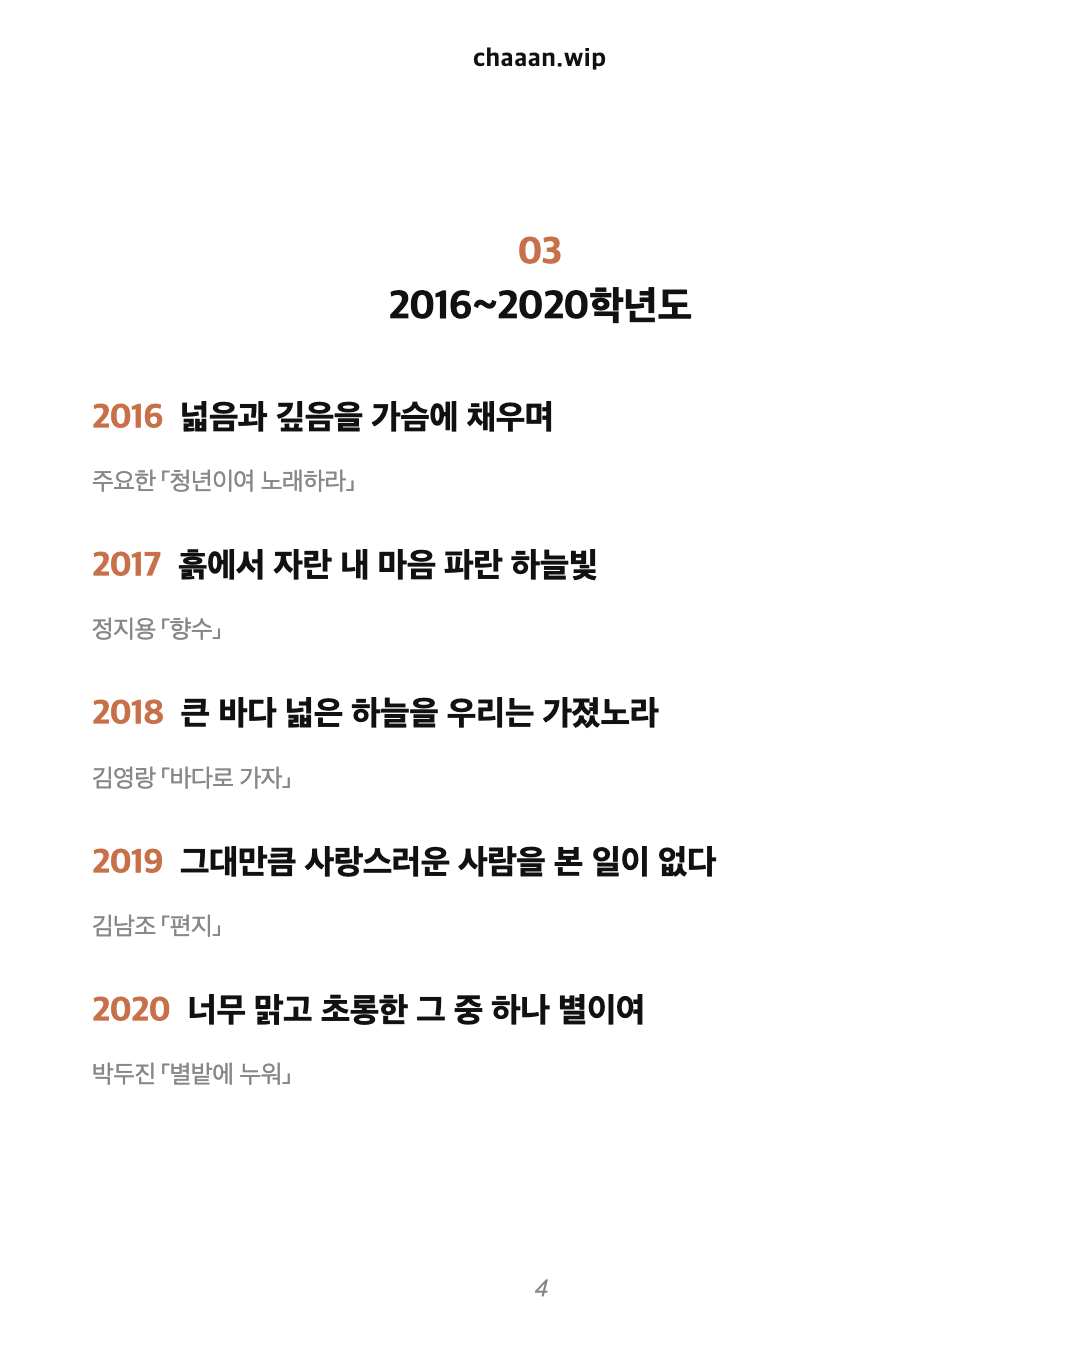 chaaan.wip
03
2016~2020학년도
2016 넓음과 깊음을 가슴에 채우며
주요한 「청년이여 노래하라」
2017 흙에서 자란 내 마음 파란 하늘빛
정지용 「향수」
2018 큰 바다 넓은 하늘을 우리는 가졌노라
김영랑 「바다로 가자」
2019 그대만큼 사랑스러운 사람을 본 일이 없다
김남조 「편지」
2020 너무 맑고 초롱한 그 중 하나 별이여
박두진 「별밭에 누워」
4